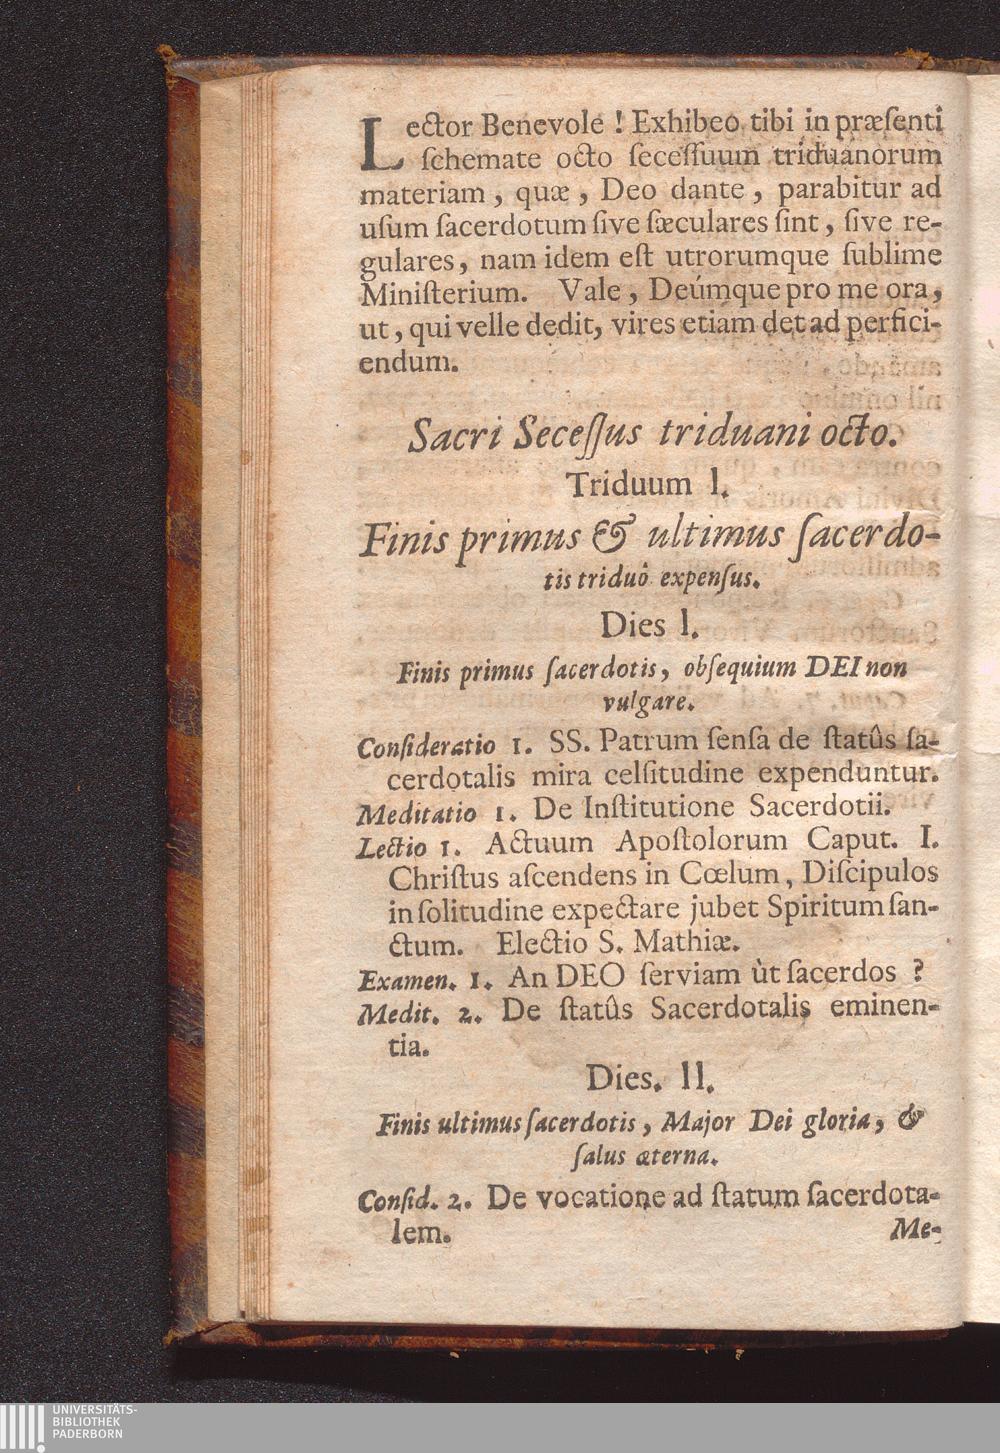 Lector Benevole ! Exhibeo tibi in præſenti
ſchemate octo ſeceſſuum triduanorum
materiam , quæ , Deo dante , parabitur ad
uſum ſacerdotum ſive ſæculares ſint , ſive re-
gulares , nam idem eſt utrorumque ſublime
Miniſterium. Vale , Deúmque pro me ora ,
ut , qui velle dedit, vires etiam det ad perfici-
endum.
Sacri Seceſſus triduani octo.
Triduum I.
Finis primus & ultimus ſacerdo-
tis triduô expenſus.
Dies I.
Finis primus ſacerdotis, obſequium DEI non
vulgare.
Conſideratio 1. SS. Patrum ſenſa de ſtatûs ſa-
cerdotalis mira celſitudine expenduntur.
Meditatio 1. De Inſtitutione Sacerdotii.
Lectio 1. Actuum Apoſtolorum Caput. I.
Chriſtus aſcendens in Cœlum , Diſcipulos
in ſolitudine expectare jubet Spiritum ſan-
ctum. Electio S. Mathiæ.
Examen. 1. An DEO ſerviam ùt ſacerdos ?
Medit. 2. De ſtatûs Sacerdotalis eminen-
tia.
Dies. II.
Finis ultimus ſacerdotis , Major Dei gloria, &
ſalus æterna.
Conſid. 2. De vocatione ad ſtatum ſacerdota-
lem.
Me-
UNIVERSITÄTS-
BIBLIOTHEK
PADERBORN